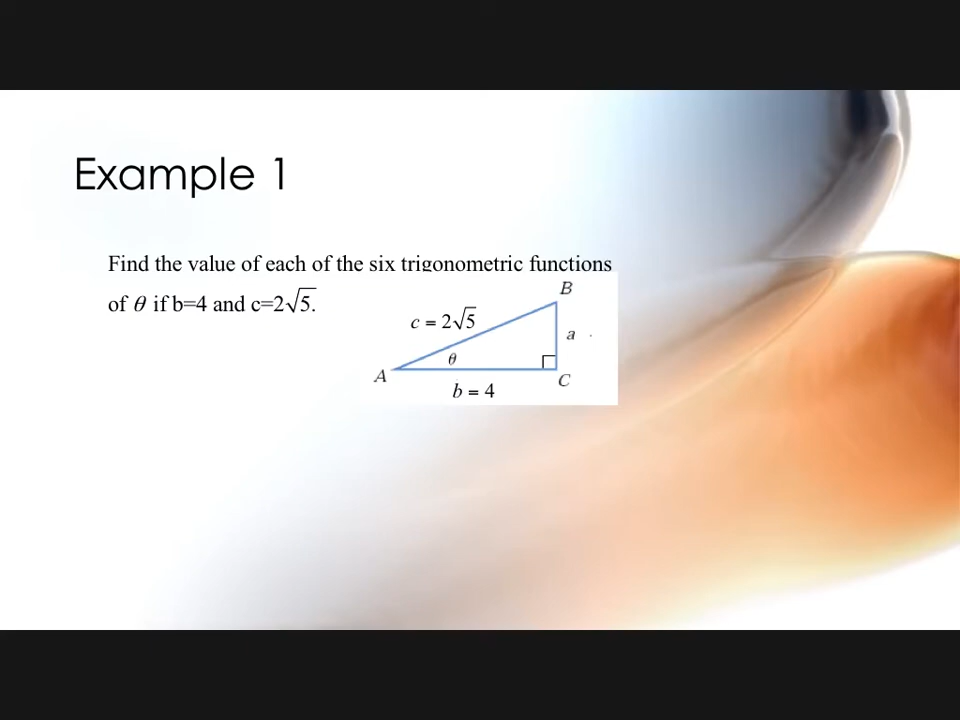 Example 1
Find the value of each of the six trigonometric functions
of θ if b=4 and c=2√5.
B
c = 2√5
a
θ
A
C
b = 4